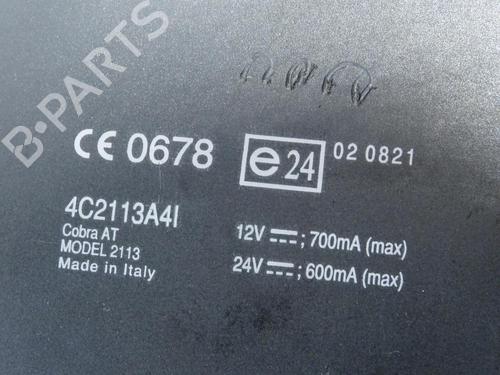 B-PARTS
CE 0678 e24 02 0821
4C2113A4I
Cobra AT
MODEL 2113
Made in Italy
12V ⎓; 700mA (max)
24V ⎓; 600mA (max)